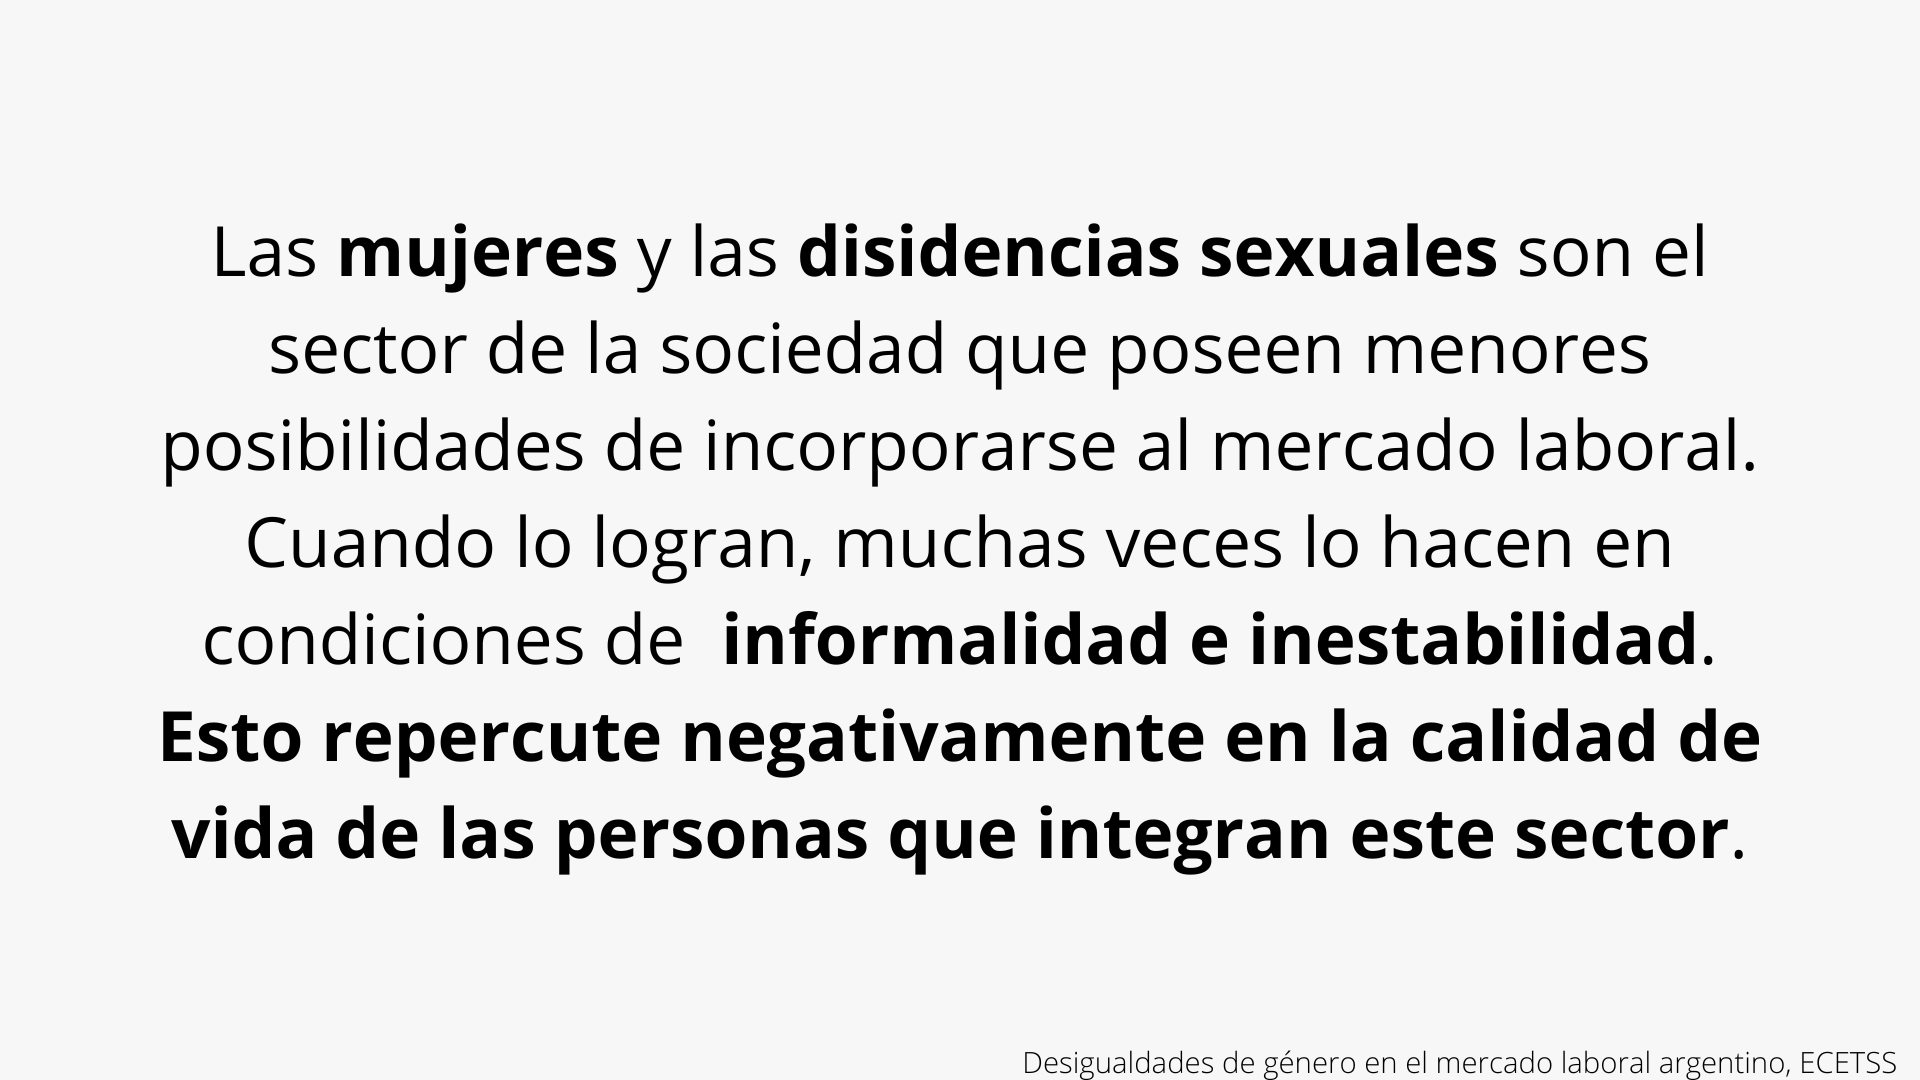 Las mujeres y las disidencias sexuales son el
sector de la sociedad que poseen menores
posibilidades de incorporarse al mercado laboral.
Cuando lo logran, muchas veces lo hacen en
condiciones de  informalidad e inestabilidad.
Esto repercute negativamente en la calidad de
vida de las personas que integran este sector.
Desigualdades de género en el mercado laboral argentino, ECETSS